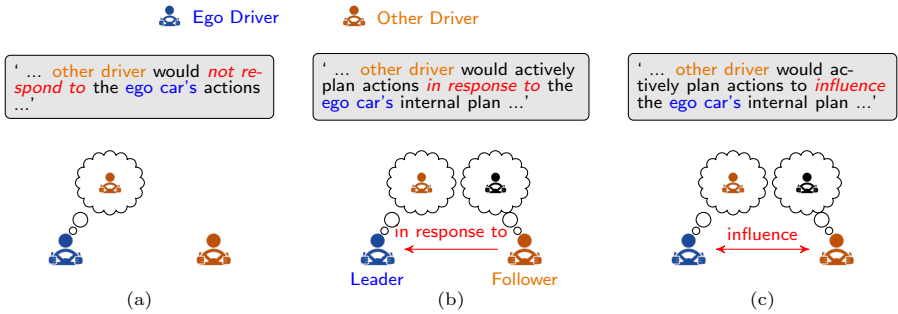 Ego Driver
Other Driver
‘ ... other driver would not re-
spond to the ego car's actions
...’
‘ ... other driver would actively
plan actions in response to the
ego car's internal plan ...’
‘ ... other driver would ac-
tively plan actions to influence
the ego car's internal plan ...’
in response to
influence
Leader
Follower
(a)
(b)
(c)